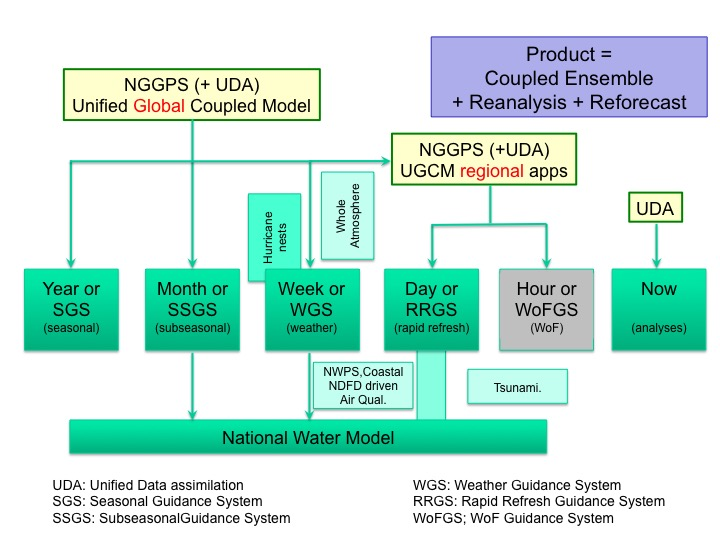 Product =
Coupled Ensemble
+ Reanalysis + Reforecast
NGGPS (+ UDA)
Unified Global Coupled Model
NGGPS (+UDA)
UGCM regional apps
UDA
Hurricane
nests
Whole
Atmosphere
Year or
SGS
(seasonal)
Month or
SSGS
(subseasonal)
Week or
WGS
(weather)
Day or
RRGS
(rapid refresh)
Hour or
WoFGS
(WoF)
Now
(analyses)
NWPS,Coastal
NDFD driven
Air Qual.
Tsunami.
National Water Model
UDA: Unified Data assimilation
SGS: Seasonal Guidance System
SSGS: SubseasonalGuidance System
WGS: Weather Guidance System
RRGS: Rapid Refresh Guidance System
WoFGS; WoF Guidance System